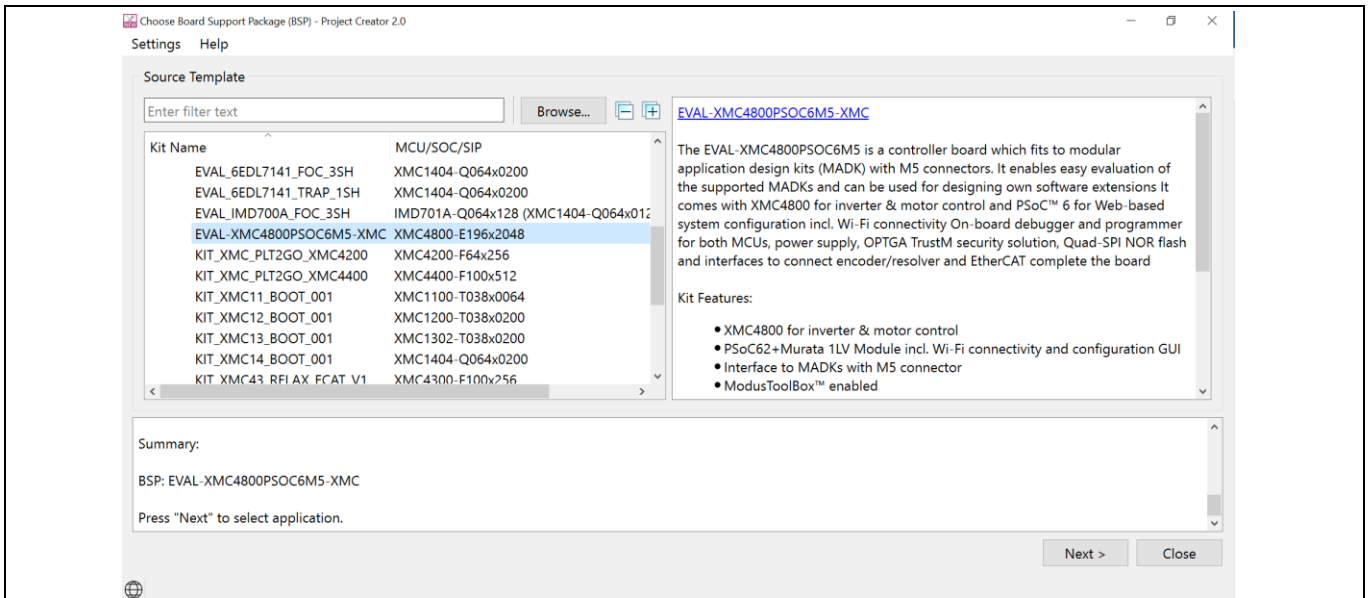 Choose Board Support Package (BSP) - Project Creator 2.0
Settings Help
Source Template
Enter filter text
Browse...
Kit Name MCU/SOC/SIP
EVAL_6EDL7141_FOC_3SH XMC1404-Q064x0200
EVAL_6EDL7141_TRAP_1SH XMC1404-Q064x0200
EVAL_IMD700A_FOC_3SH IMD701A-Q064x128 (XMC1404-Q064x012
EVAL-XMC4800PSOC6M5-XMC XMC4800-E196x2048
KIT_XMC_PLT2GO_XMC4200 XMC4200-F64x256
KIT_XMC_PLT2GO_XMC4400 XMC4400-F100x512
KIT_XMC11_BOOT_001 XMC1100-T038x0064
KIT_XMC12_BOOT_001 XMC1200-T038x0200
KIT_XMC13_BOOT_001 XMC1302-T038x0200
KIT_XMC14_BOOT_001 XMC1404-Q064x0200
KIT_XMC43_RELAX_ECAT_V1 XMC4300-F100x256
EVAL-XMC4800PSOC6M5-XMC
The EVAL-XMC4800PSOC6M5 is a controller board which fits to modular
application design kits (MADK) with M5 connectors. It enables easy evaluation of
the supported MADKs and can be used for designing own software extensions It
comes with XMC4800 for inverter & motor control and PSoC™ 6 for Web-based
system configuration incl. Wi-Fi connectivity On-board debugger and programmer
for both MCUs, power supply, OPTGA TrustM security solution, Quad-SPI NOR flash
and interfaces to connect encoder/resolver and EtherCAT complete the board
Kit Features:
● XMC4800 for inverter & motor control
● PSoC62+Murata 1LV Module incl. Wi-Fi connectivity and configuration GUI
● Interface to MADKs with M5 connector
● ModusToolBox™ enabled
Summary:
BSP: EVAL-XMC4800PSOC6M5-XMC
Press "Next" to select application.
Next > Close